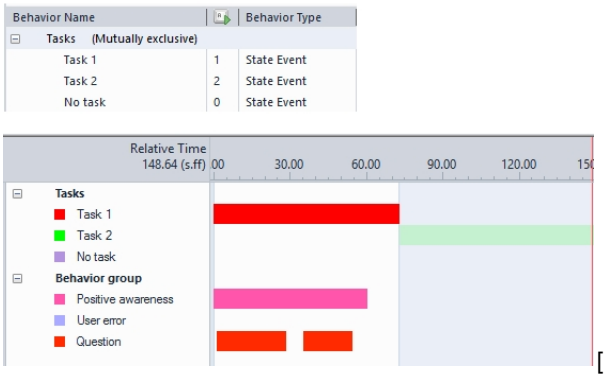 Behavior Name Behavior Type
Tasks (Mutually exclusive)
Task 1 1 State Event
Task 2 2 State Event
No task 0 State Event
Relative Time
148.64 (s.ff) .00 30.00 60.00 90.00 120.00 150
Tasks
Task 1
Task 2
No task
Behavior group
Positive awareness
User error
Question
[